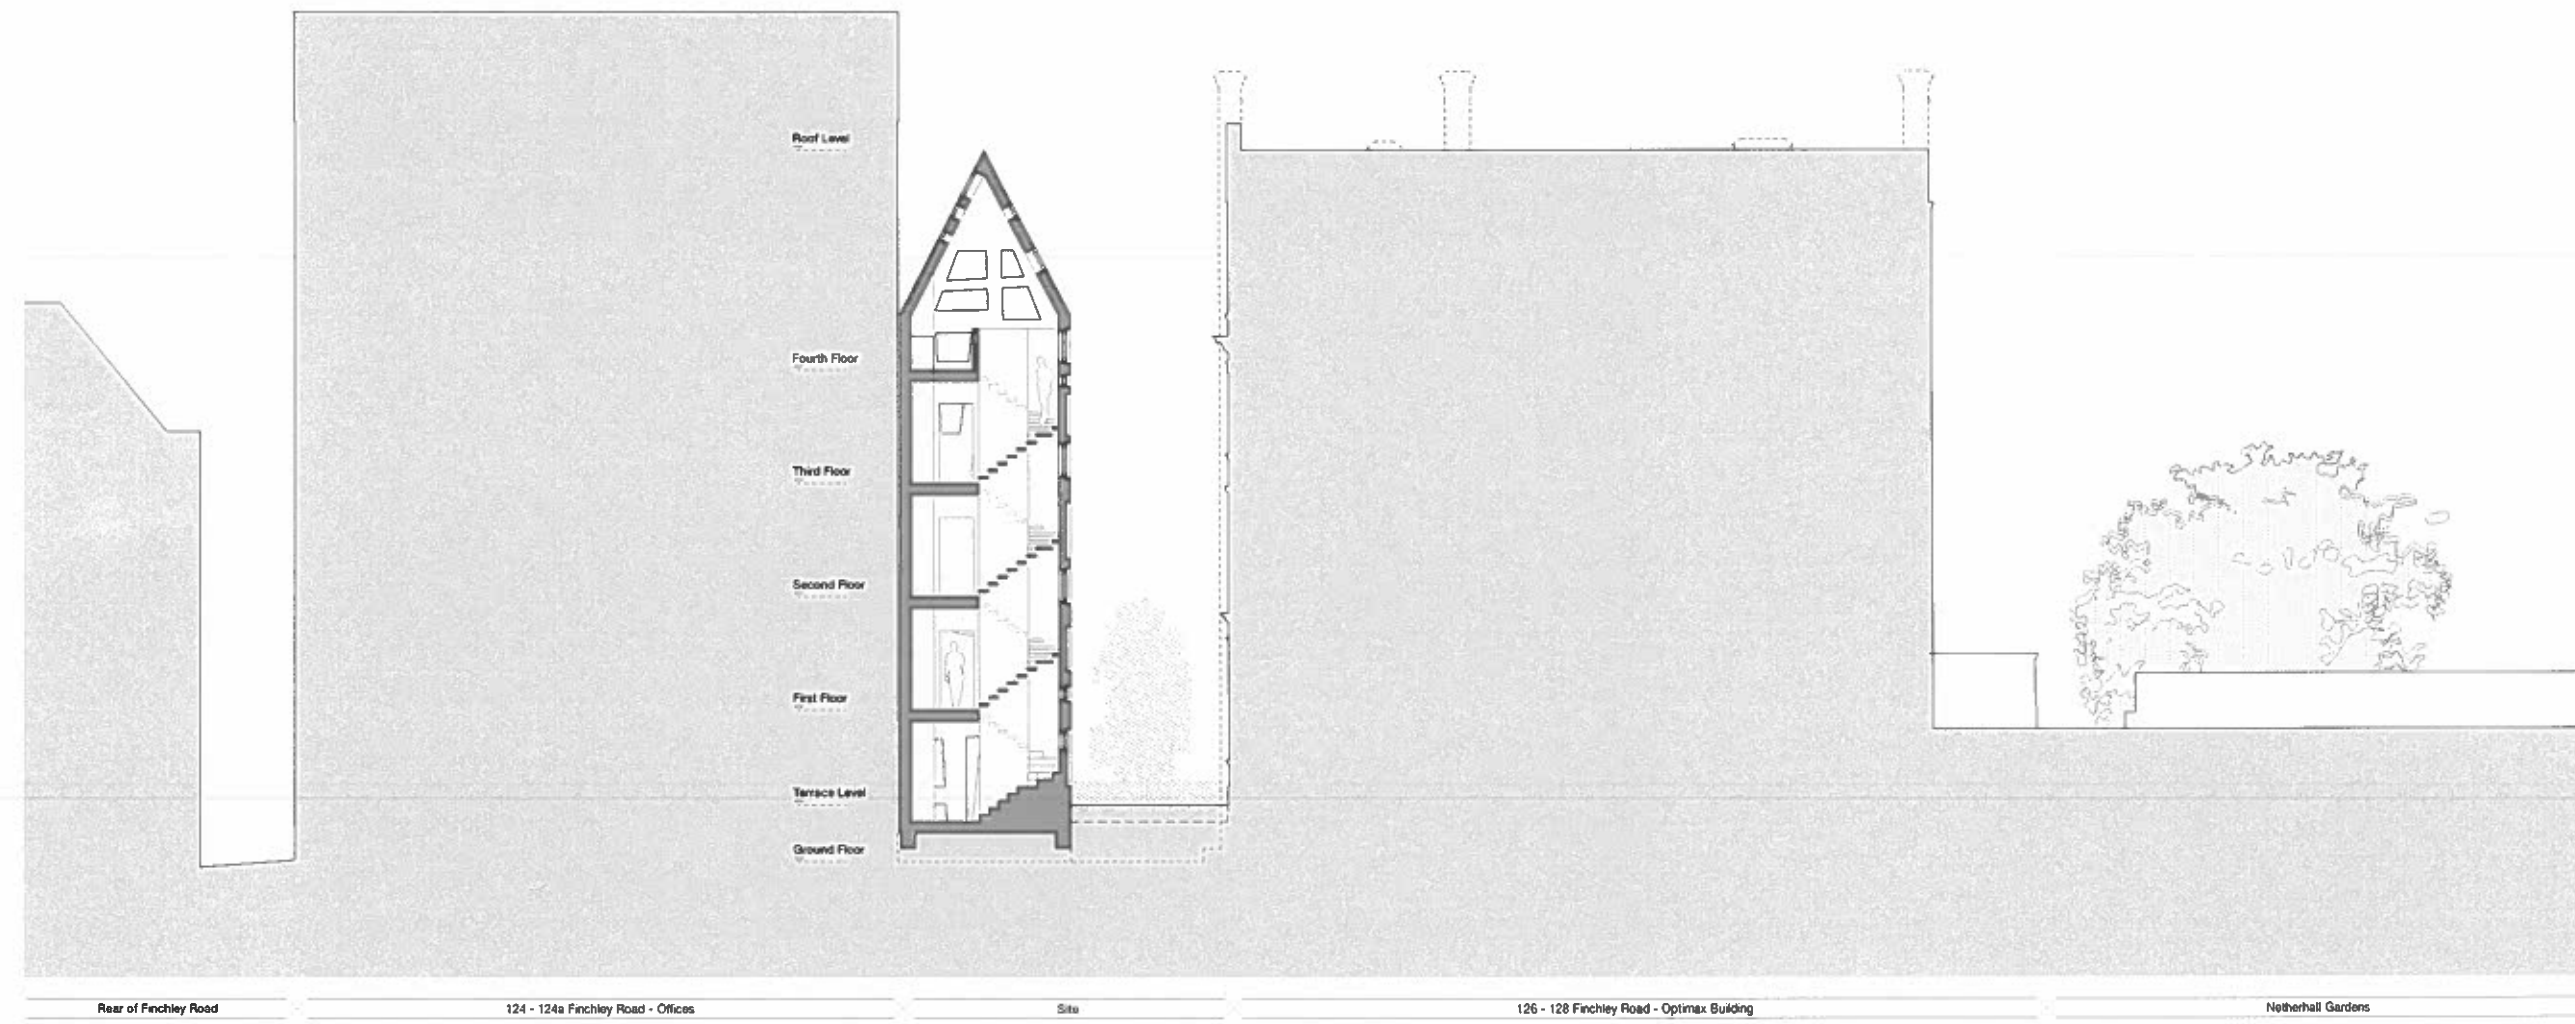 Roof Level
Fourth Floor
Third Floor
Second Floor
First Floor
Terrace Level
Ground Floor
Rear of Finchley Road
124 - 124a Finchley Road - Offices
Site
126 - 128 Finchley Road - Optimax Building
Netherhall Gardens